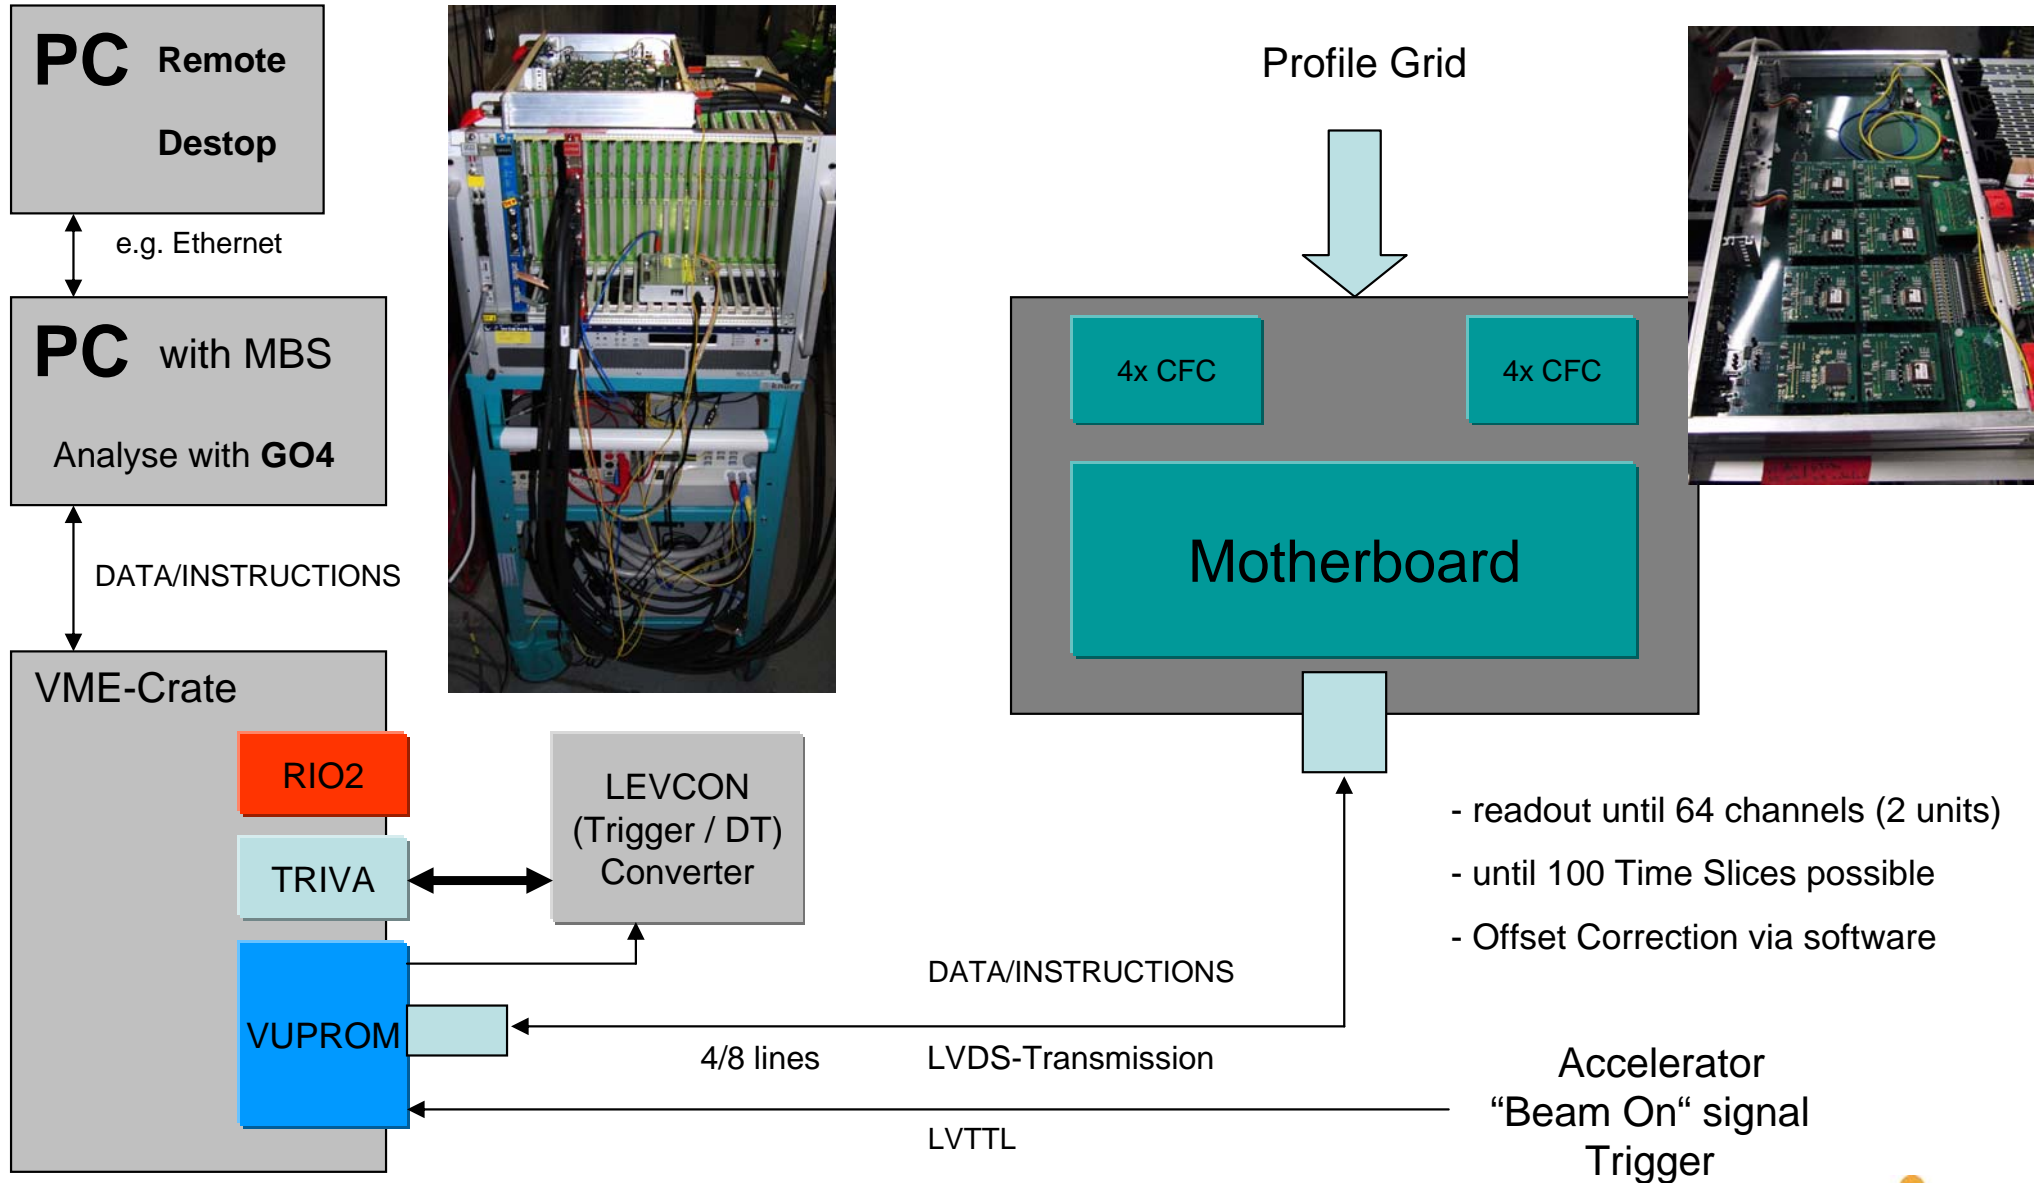 PC Remote
Destop
e.g. Ethernet
PC with MBS
Analyse with GO4
DATA/INSTRUCTIONS
VME-Crate
RIO2
TRIVA
VUPROM
LEVCON
(Trigger / DT)
Converter
Profile Grid
4x CFC
4x CFC
Motherboard
- readout until 64 channels (2 units)
- until 100 Time Slices possible
- Offset Correction via software
DATA/INSTRUCTIONS
4/8 lines
LVDS-Transmission
LVTTL
Accelerator
“Beam On“ signal
Trigger
knürr